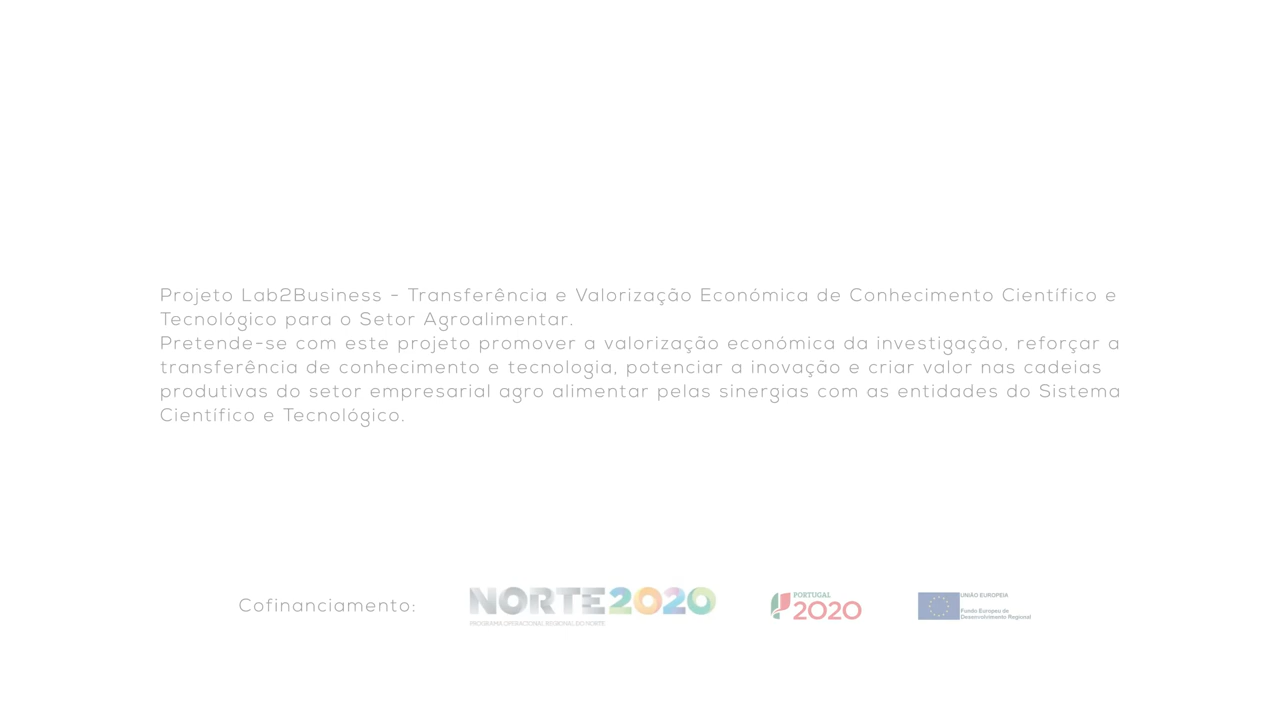 Projeto Lab2Business - Transferência e Valorização Económica de Conhecimento Científico e
Tecnológico para o Setor Agroalimentar.
Pretende-se com este projeto promover a valorização económica da investigação, reforçar a
transferência de conhecimento e tecnologia, potenciar a inovação e criar valor nas cadeias
produtivas do setor empresarial agro alimentar pelas sinergias com as entidades do Sistema
Científico e Tecnológico.
Cofinanciamento:
NORTE2020
PROGRAMA OPERACIONAL REGIONAL DO NORTE
PORTUGAL
2020
UNIÃO EUROPEIA
Fundo Europeu de
Desenvolvimento Regional